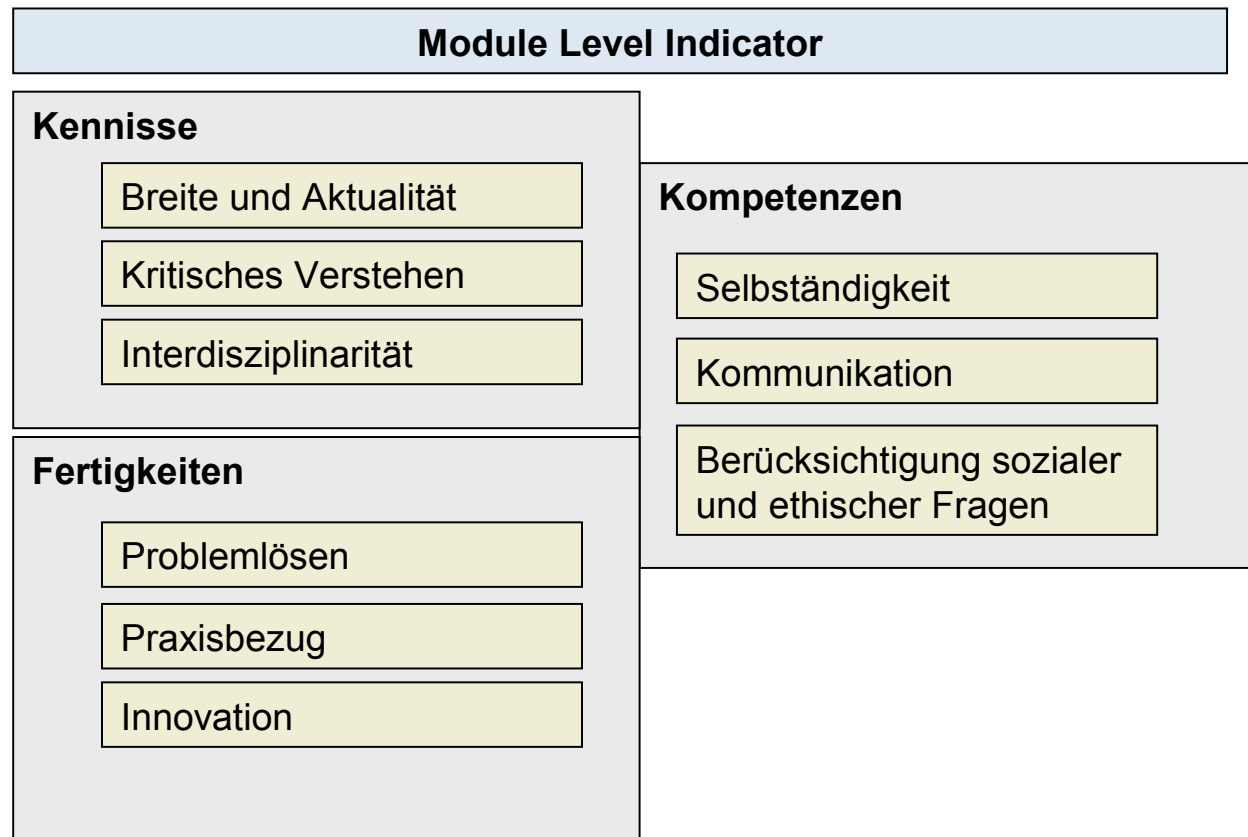 Module Level Indicator
Kennisse
Breite und Aktualität
Kritisches Verstehen
Interdisziplinarität
Fertigkeiten
Problemlösen
Praxisbezug
Innovation
Kompetenzen
Selbständigkeit
Kommunikation
Berücksichtigung sozialer
und ethischer Fragen